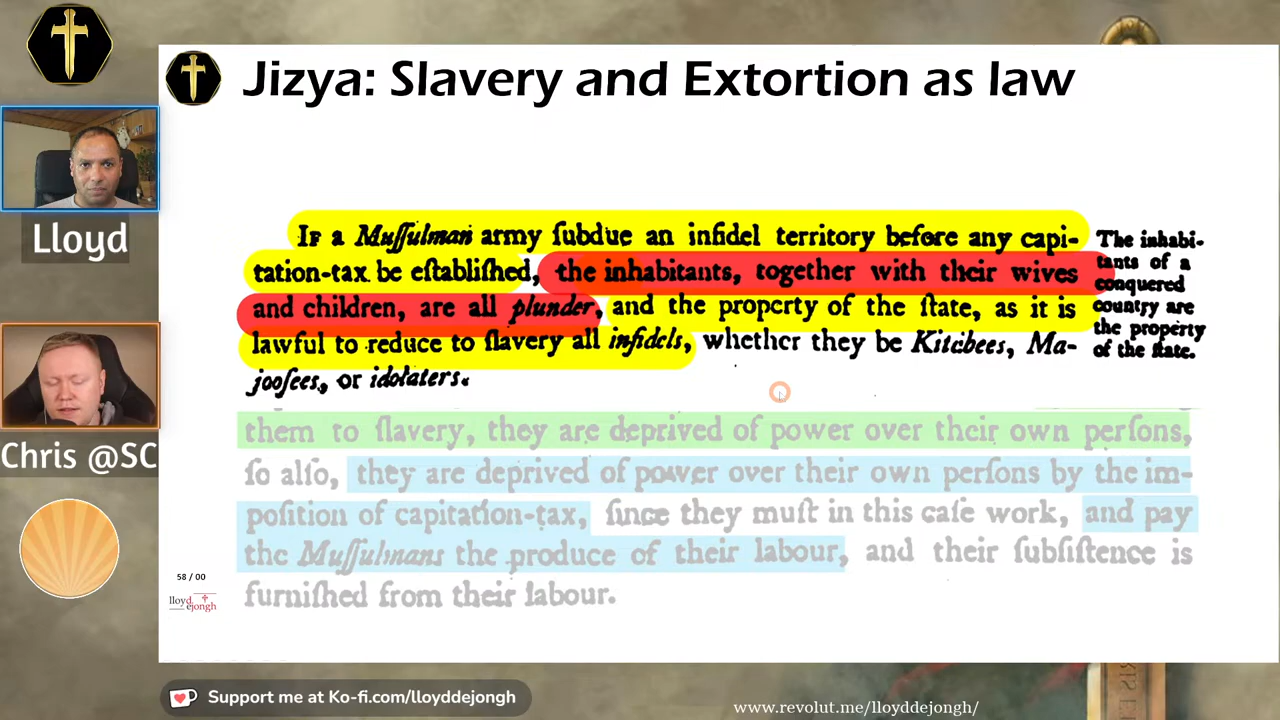 Jizya: Slavery and Extortion as law
Lloyd
Chris @SC
If a Muſſulman army ſubdue an infidel territory before any capi-
tation-tax be eſtabliſhed, the inhabitants, together with their wives
and children, are all plunder, and the property of the ſtate, as it is
lawful to reduce to ſlavery all infidels, whether they be Kitábees, Ma-
jooſees, or idolaters.
The inhabi-
tants of a
conquered
country are
the property
of the ſtate.
them to ſlavery, they are deprived of power over their own perſons,
ſo alſo, they are deprived of power over their own perſons by the im-
poſition of capitation-tax, ſince they muſt in this caſe work, and pay
the Muſſulmans the produce of their labour, and their ſubſiſtence is
furniſhed from their labour.
58 / 00
lloyd
ejongh
Support me at Ko-fi.com/lloyddejongh
www.revolut.me/lloyddejongh/